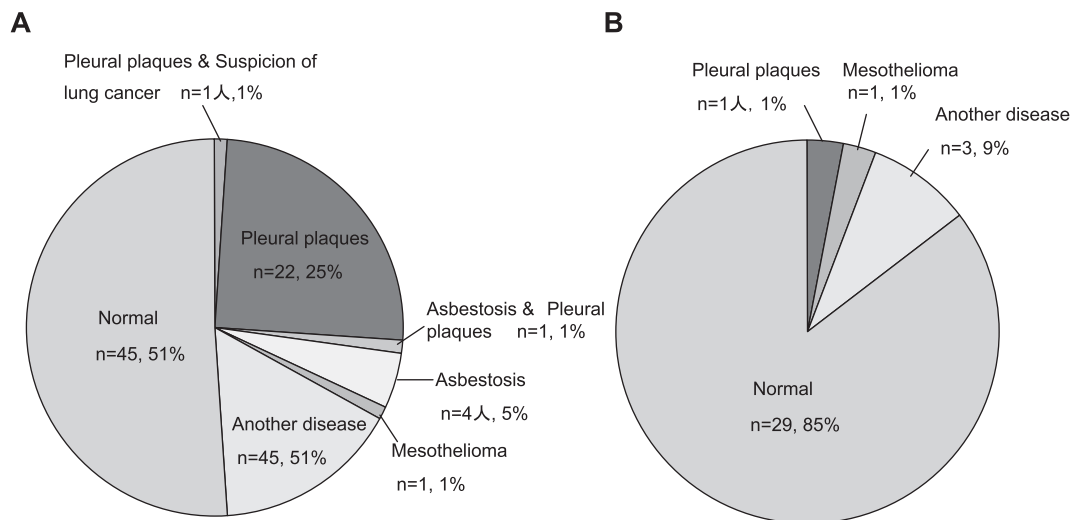 A
Pleural plaques & Suspicion of
lung cancer n=1人,1%
Pleural plaques
n=22, 25%
Asbestosis & Pleural
plaques n=1, 1%
Asbestosis
n=4人, 5%
Mesothelioma
n=1, 1%
Another disease
n=45, 51%
Normal
n=45, 51%
B
Pleural plaques
n=1人, 1%
Mesothelioma
n=1, 1%
Another disease
n=3, 9%
Normal
n=29, 85%